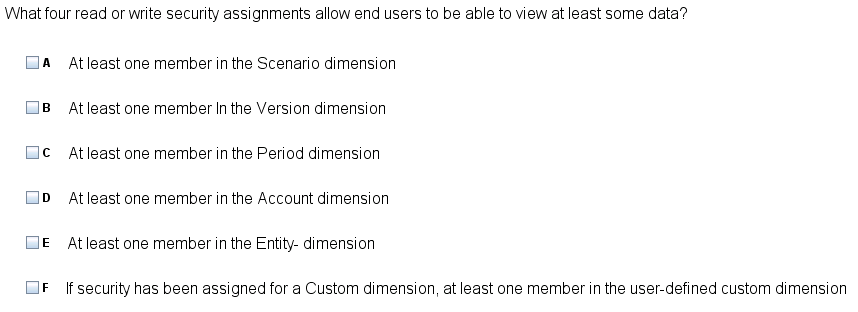 What four read or write security assignments allow end users to be able to view at least some data?
A At least one member in the Scenario dimension
B At least one member In the Version dimension
C At least one member in the Period dimension
D At least one member in the Account dimension
E At least one member in the Entity- dimension
F If security has been assigned for a Custom dimension, at least one member in the user-defined custom dimension